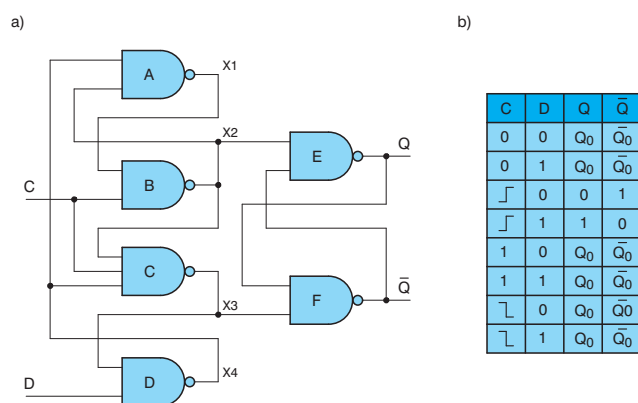 a)
b)
A
X1
X2
B
E
Q
C
C
X3
F
Q̅
X4
D
D
C D Q Q̅
0 0 Q₀ Q̅₀
0 1 Q₀ Q̅₀
0 0 1
1 1 0
1 0 Q₀ Q̅₀
1 1 Q₀ Q̅₀
0 Q₀ Q̅0
1 Q₀ Q̅₀